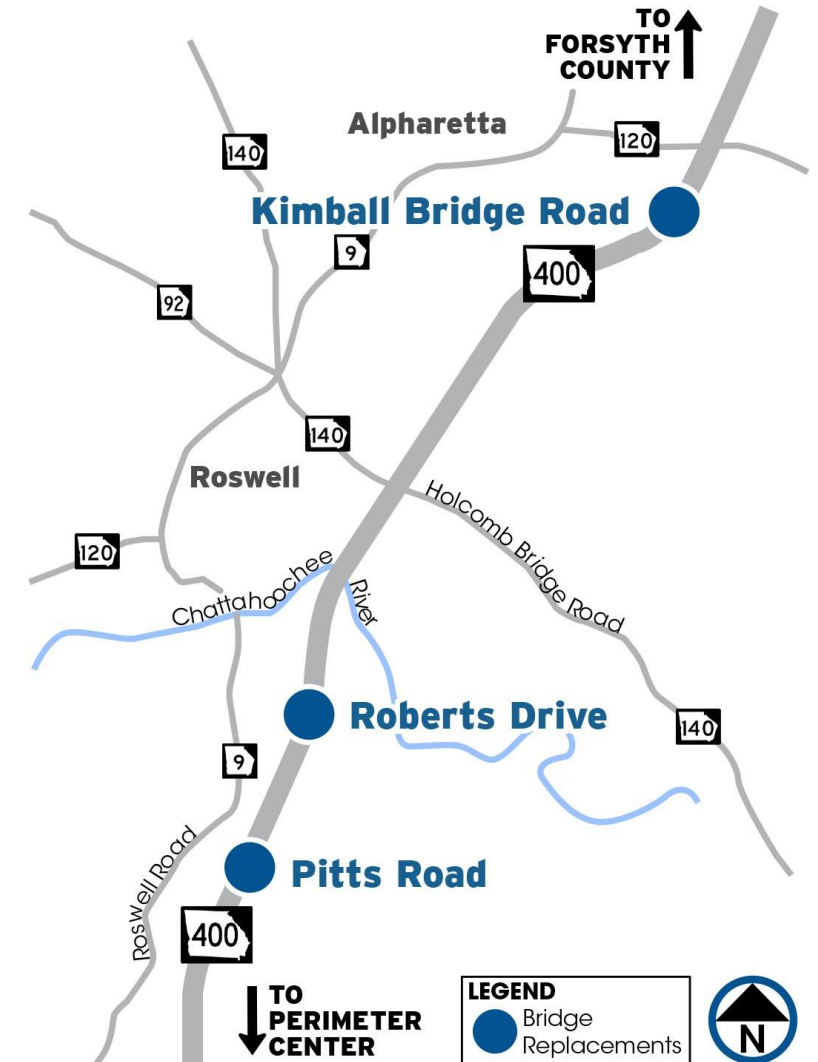 TO
FORSYTH
COUNTY
Alpharetta
120
140
Kimball Bridge Road
9
400
92
140
Roswell
Holcomb Bridge Road
120
Chattahoochee
River
Roberts Drive
140
9
Roswell Road
Pitts Road
400
TO
PERIMETER
CENTER
LEGEND
Bridge
Replacements
N